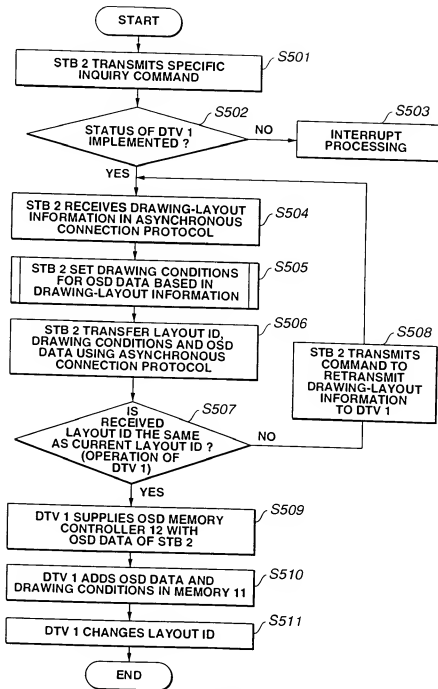 START
STB 2 TRANSMITS SPECIFIC
INQUIRY COMMAND
S501
STATUS OF DTV 1
IMPLEMENTED ?
S502
NO
INTERRUPT
PROCESSING
S503
YES
STB 2 RECEIVES DRAWING-LAYOUT
INFORMATION IN ASYNCHRONOUS
CONNECTION PROTOCOL
S504
STB 2 SET DRAWING CONDITIONS
FOR OSD DATA BASED IN
DRAWING-LAYOUT INFORMATION
S505
STB 2 TRANSFER LAYOUT ID,
DRAWING CONDITIONS AND OSD
DATA USING ASYNCHRONOUS
CONNECTION PROTOCOL
S506
IS
RECEIVED
LAYOUT ID THE SAME
AS CURRENT LAYOUT ID ?
(OPERATION OF
DTV 1)
S507
NO
STB 2 TRANSMITS
COMMAND TO
RETRANSMIT
DRAWING-LAYOUT
INFORMATION
TO DTV 1
S508
YES
DTV 1 SUPPLIES OSD MEMORY
CONTROLLER 12 WITH
OSD DATA OF STB 2
S509
DTV 1 ADDS OSD DATA AND
DRAWING CONDITIONS IN MEMORY 11
S510
DTV 1 CHANGES LAYOUT ID
S511
END